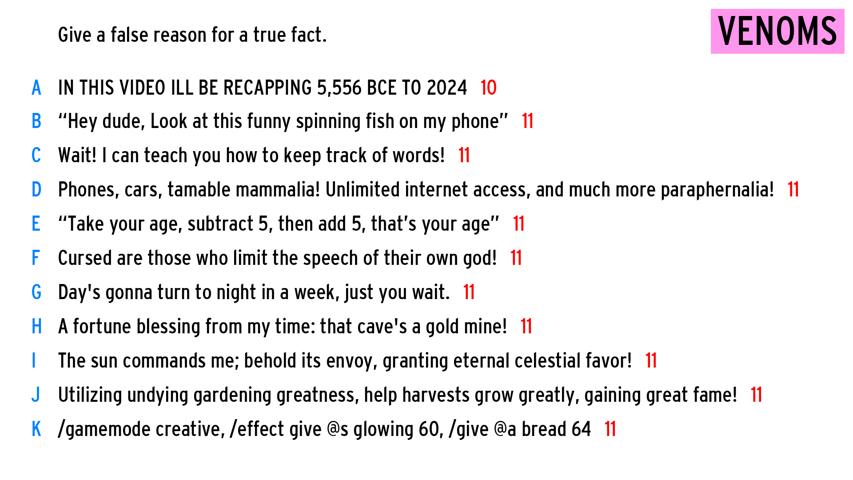 Give a false reason for a true fact.
VENOMS
A IN THIS VIDEO ILL BE RECAPPING 5,556 BCE TO 2024 10
B “Hey dude, Look at this funny spinning fish on my phone” 11
C Wait! I can teach you how to keep track of words! 11
D Phones, cars, tamable mammalia! Unlimited internet access, and much more paraphernalia! 11
E “Take your age, subtract 5, then add 5, that’s your age” 11
F Cursed are those who limit the speech of their own god! 11
G Day's gonna turn to night in a week, just you wait. 11
H A fortune blessing from my time: that cave's a gold mine! 11
I The sun commands me; behold its envoy, granting eternal celestial favor! 11
J Utilizing undying gardening greatness, help harvests grow greatly, gaining great fame! 11
K /gamemode creative, /effect give @s glowing 60, /give @a bread 64 11